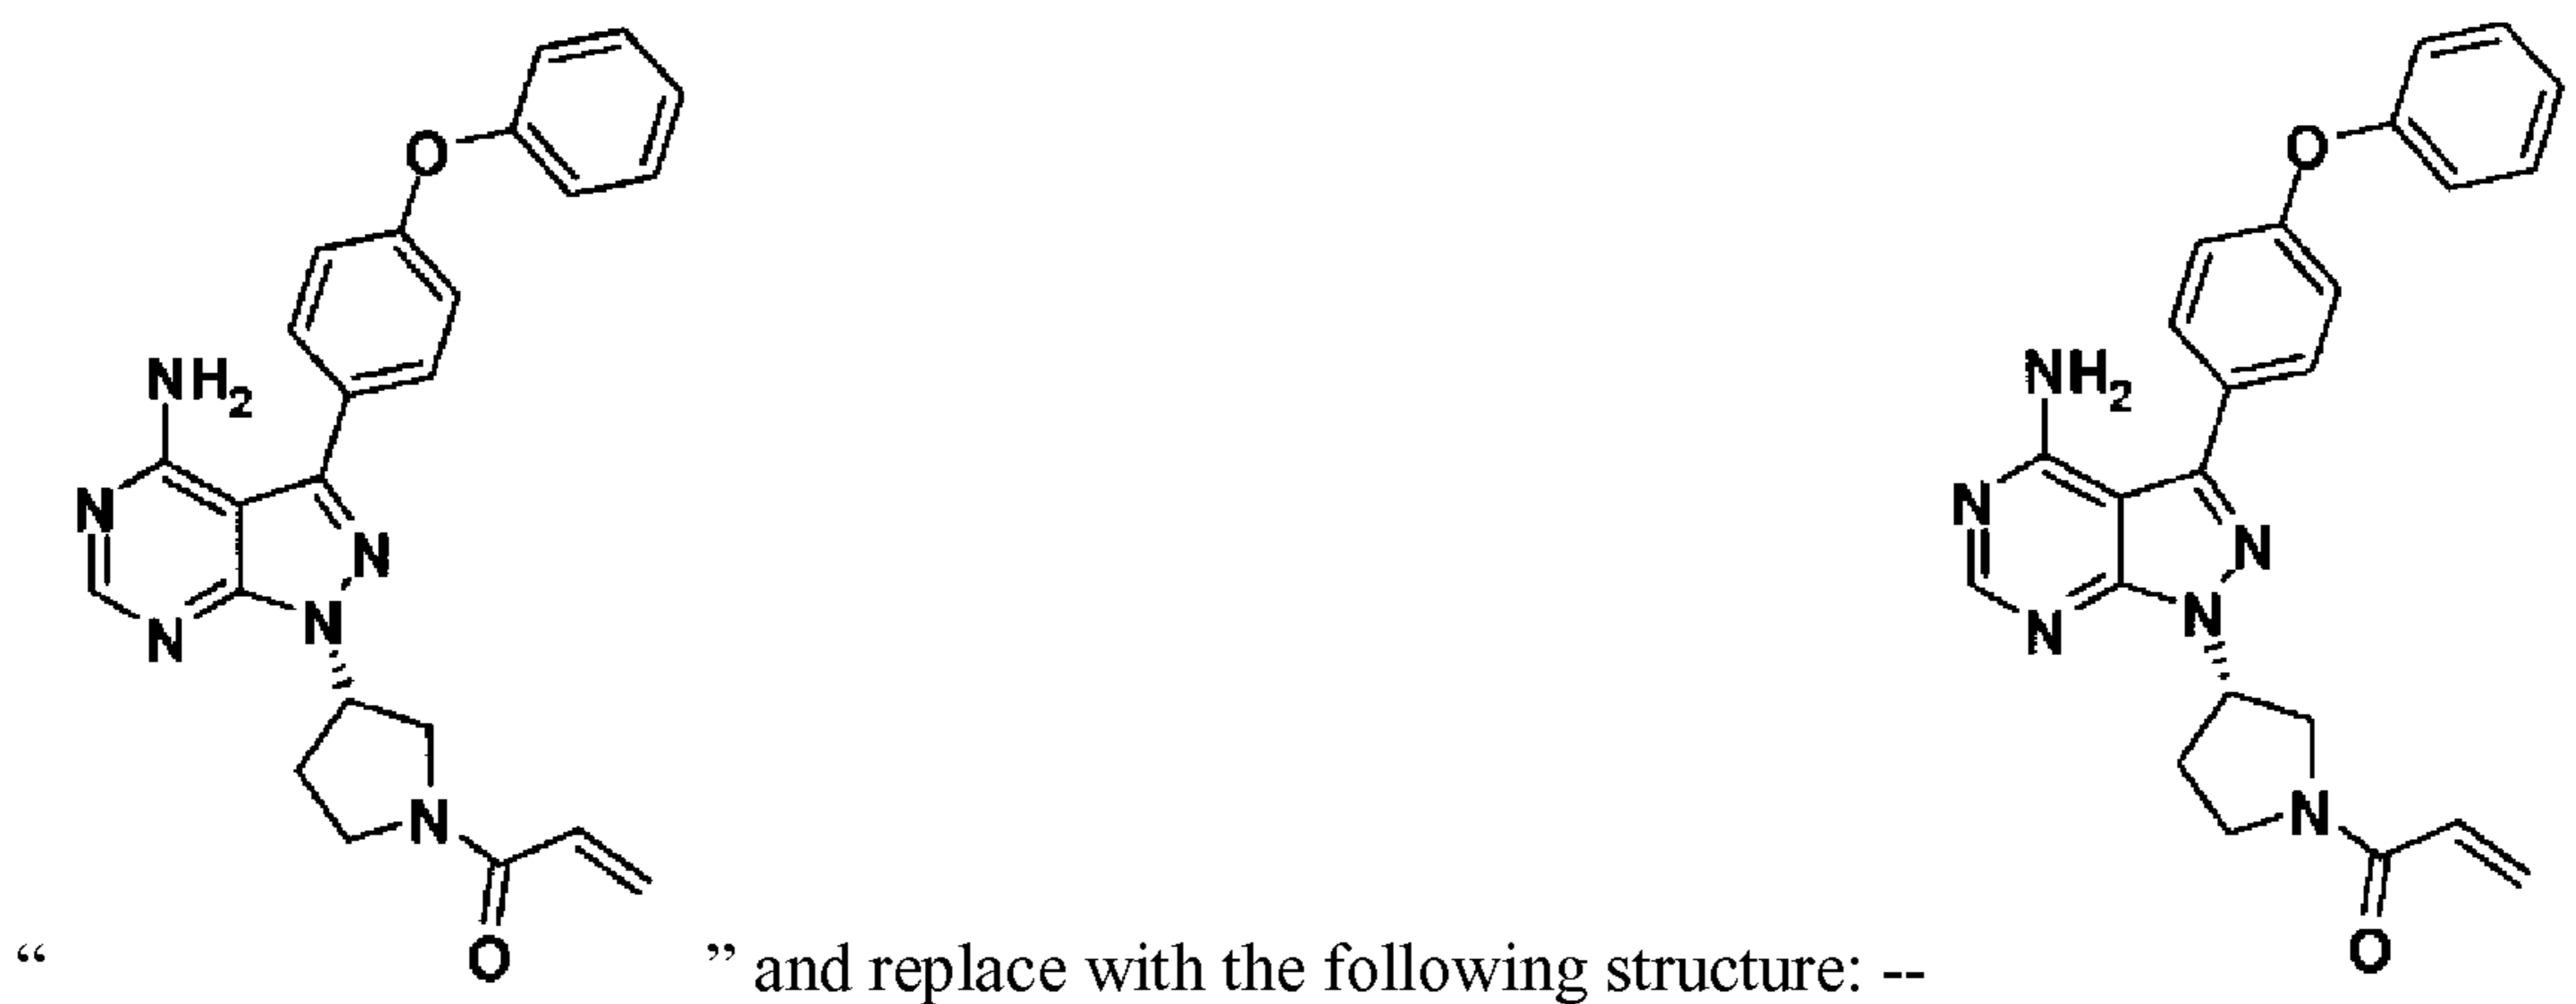 O
O
NH2
NH2
N
N
N
N
N
N
N
N
N
N
“ O ” and replace with the following structure: -- O